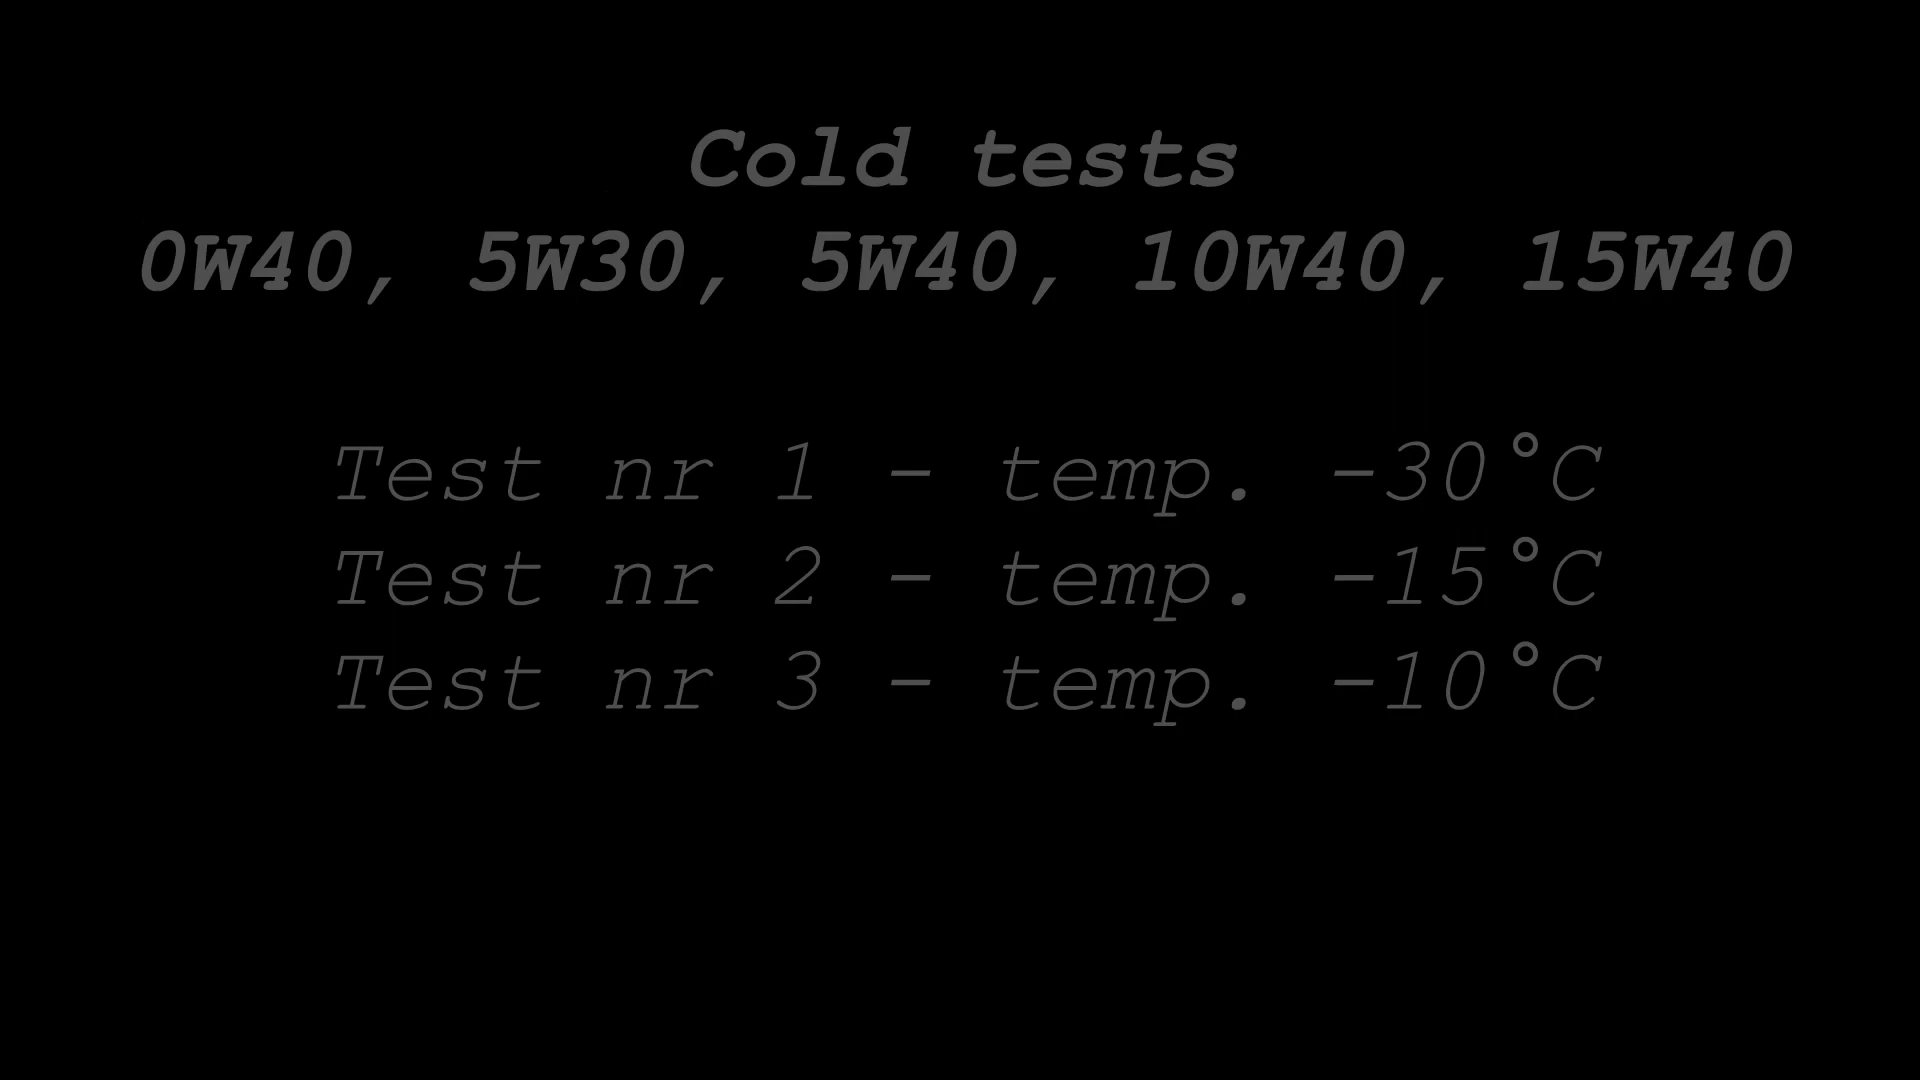 Cold tests
0W40, 5W30, 5W40, 10W40, 15W40
Test nr 1 - temp. -30°C
Test nr 2 - temp. -15°C
Test nr 3 - temp. -10°C